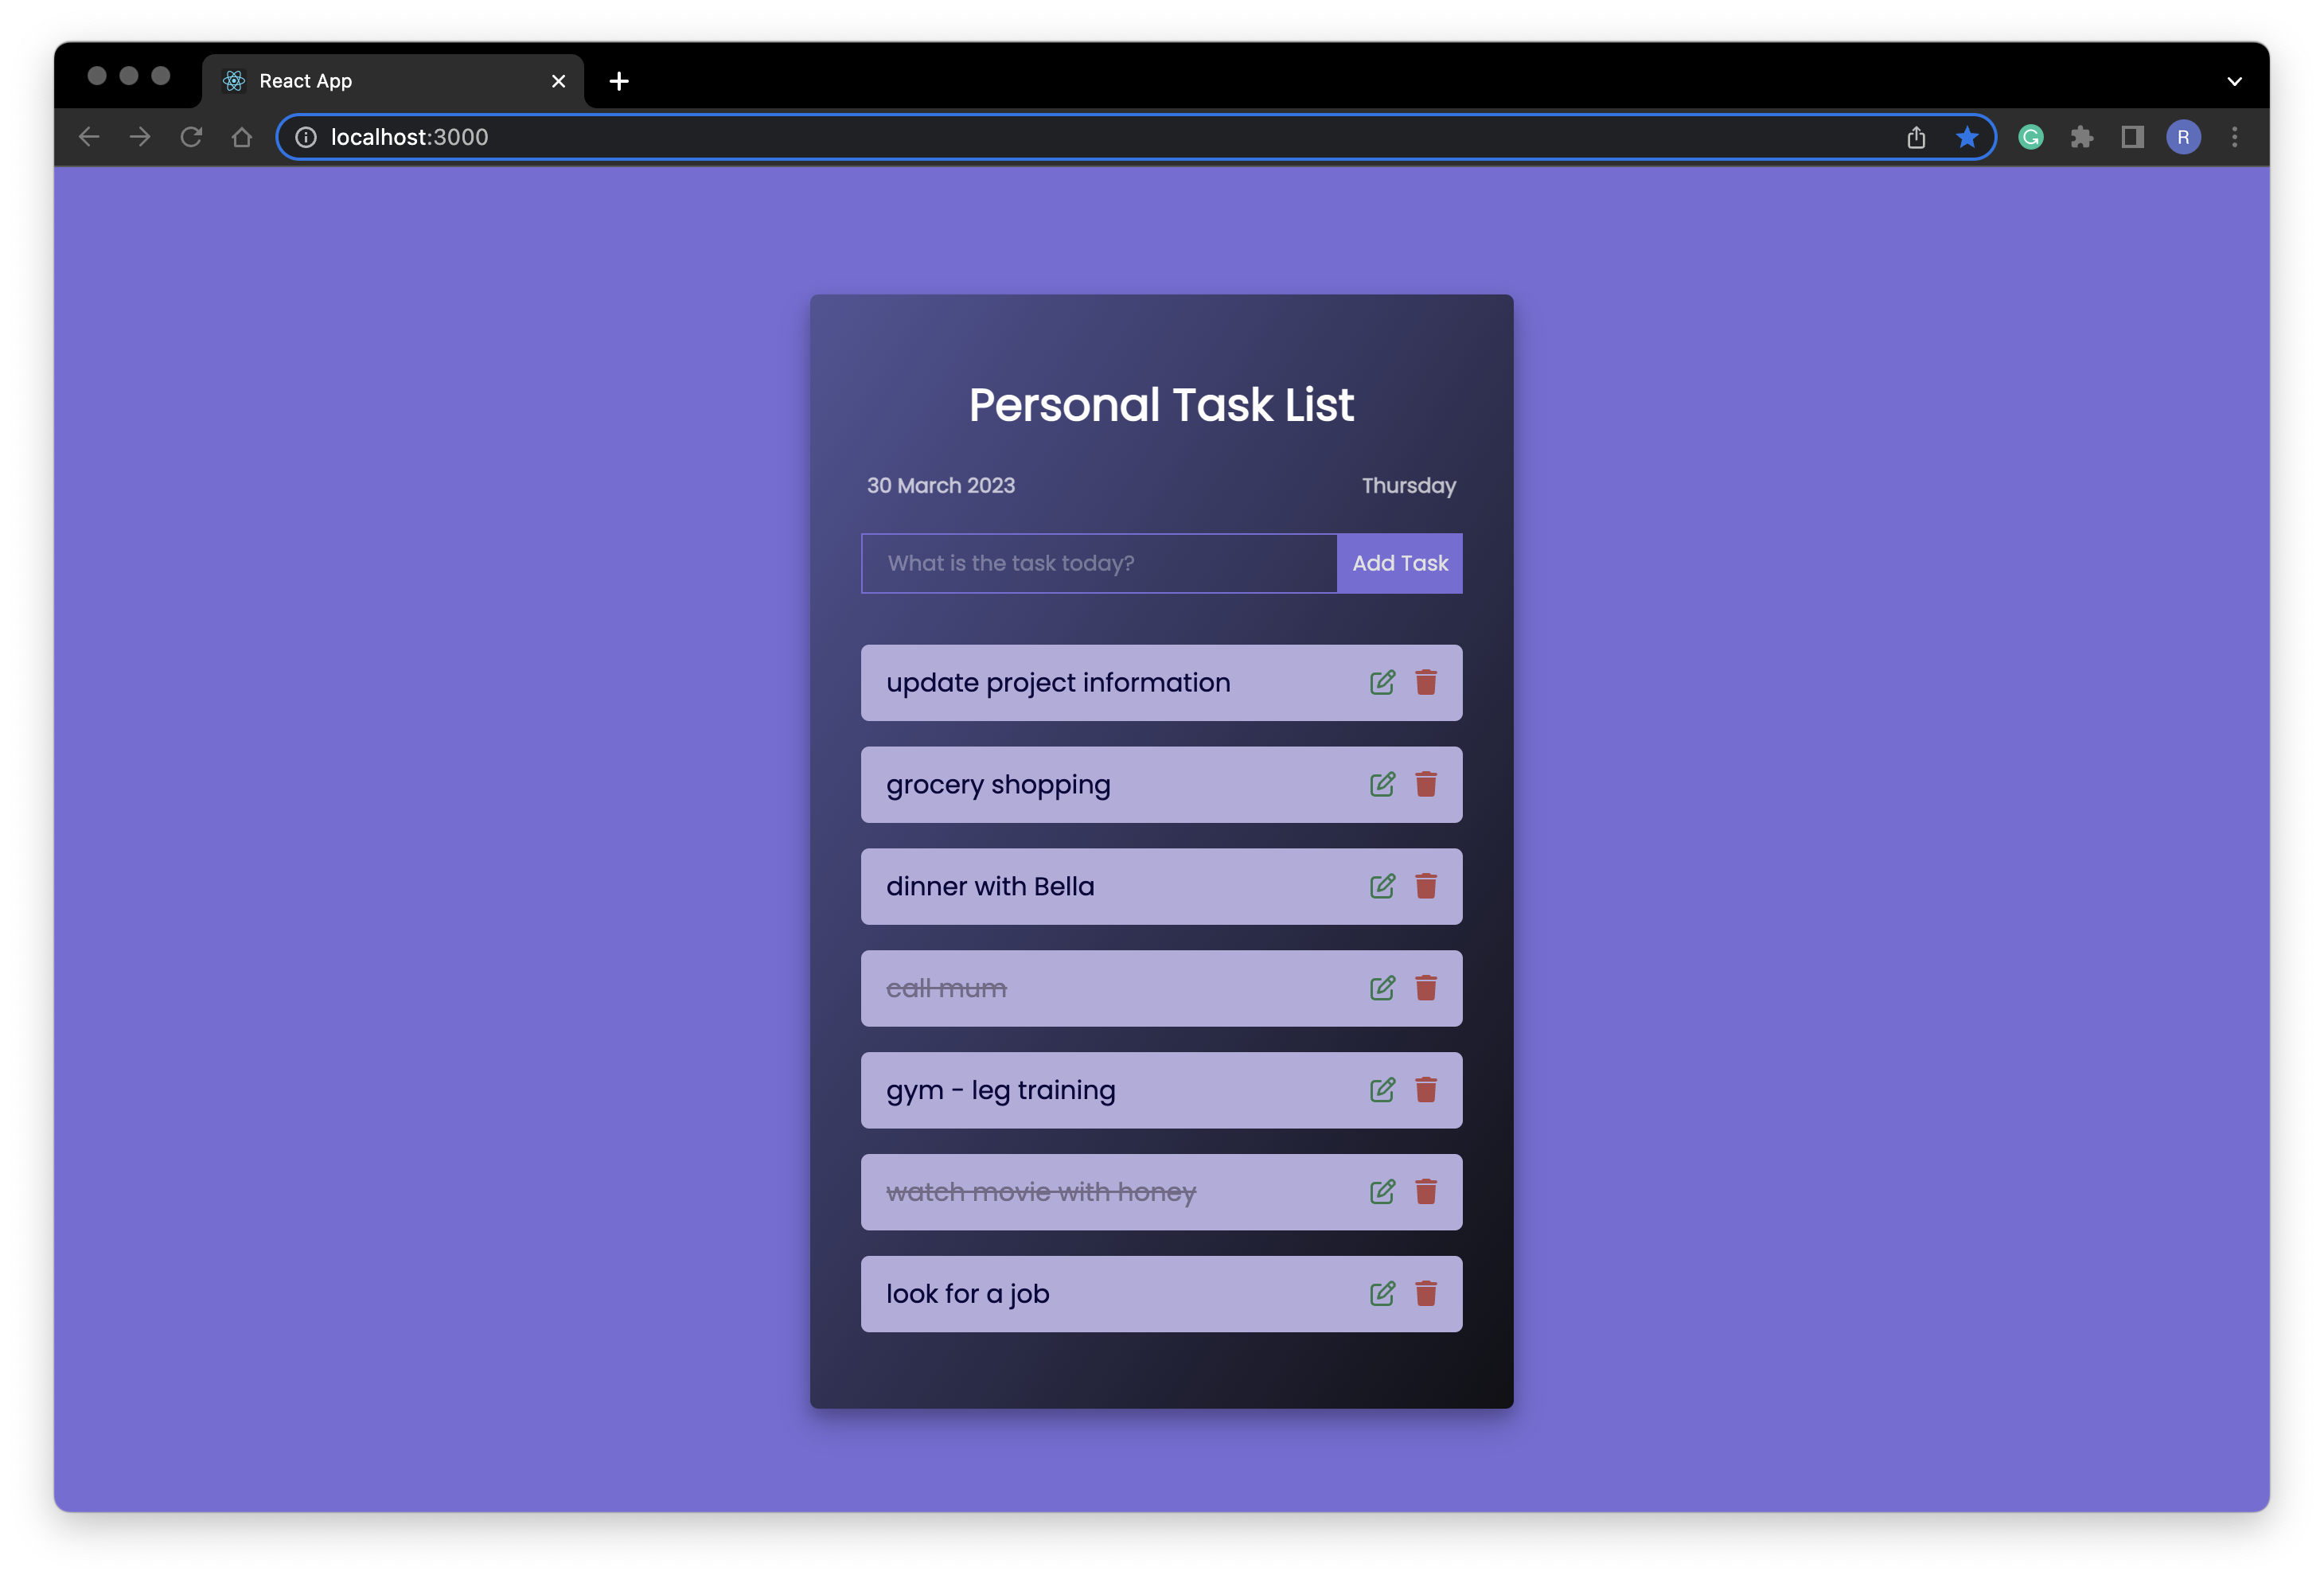 React App
localhost:3000
R
Personal Task List
30 March 2023 Thursday
What is the task today? Add Task
update project information
grocery shopping
dinner with Bella
call mum
gym - leg training
watch movie with honey
look for a job